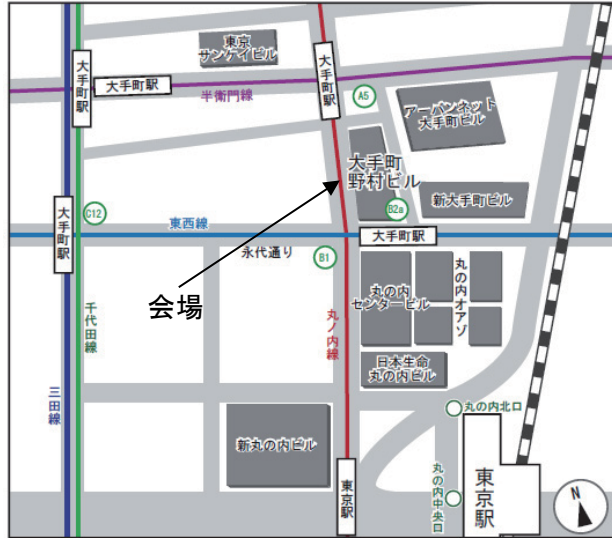 東京
サンケイビル
大手町駅
大手町駅
大手町駅
半衛門線
A5
アーバンネット
大手町ビル
大手町
野村ビル
新大手町ビル
B2a
C12
大手町駅
東西線
大手町駅
永代通り
B1
会場
丸の内
センタービル
丸の内オアゾ
千代田線
丸ノ内線
日本生命
丸の内ビル
三田線
丸の内北口
新丸の内ビル
東京駅
丸の内中央口
東京駅
N